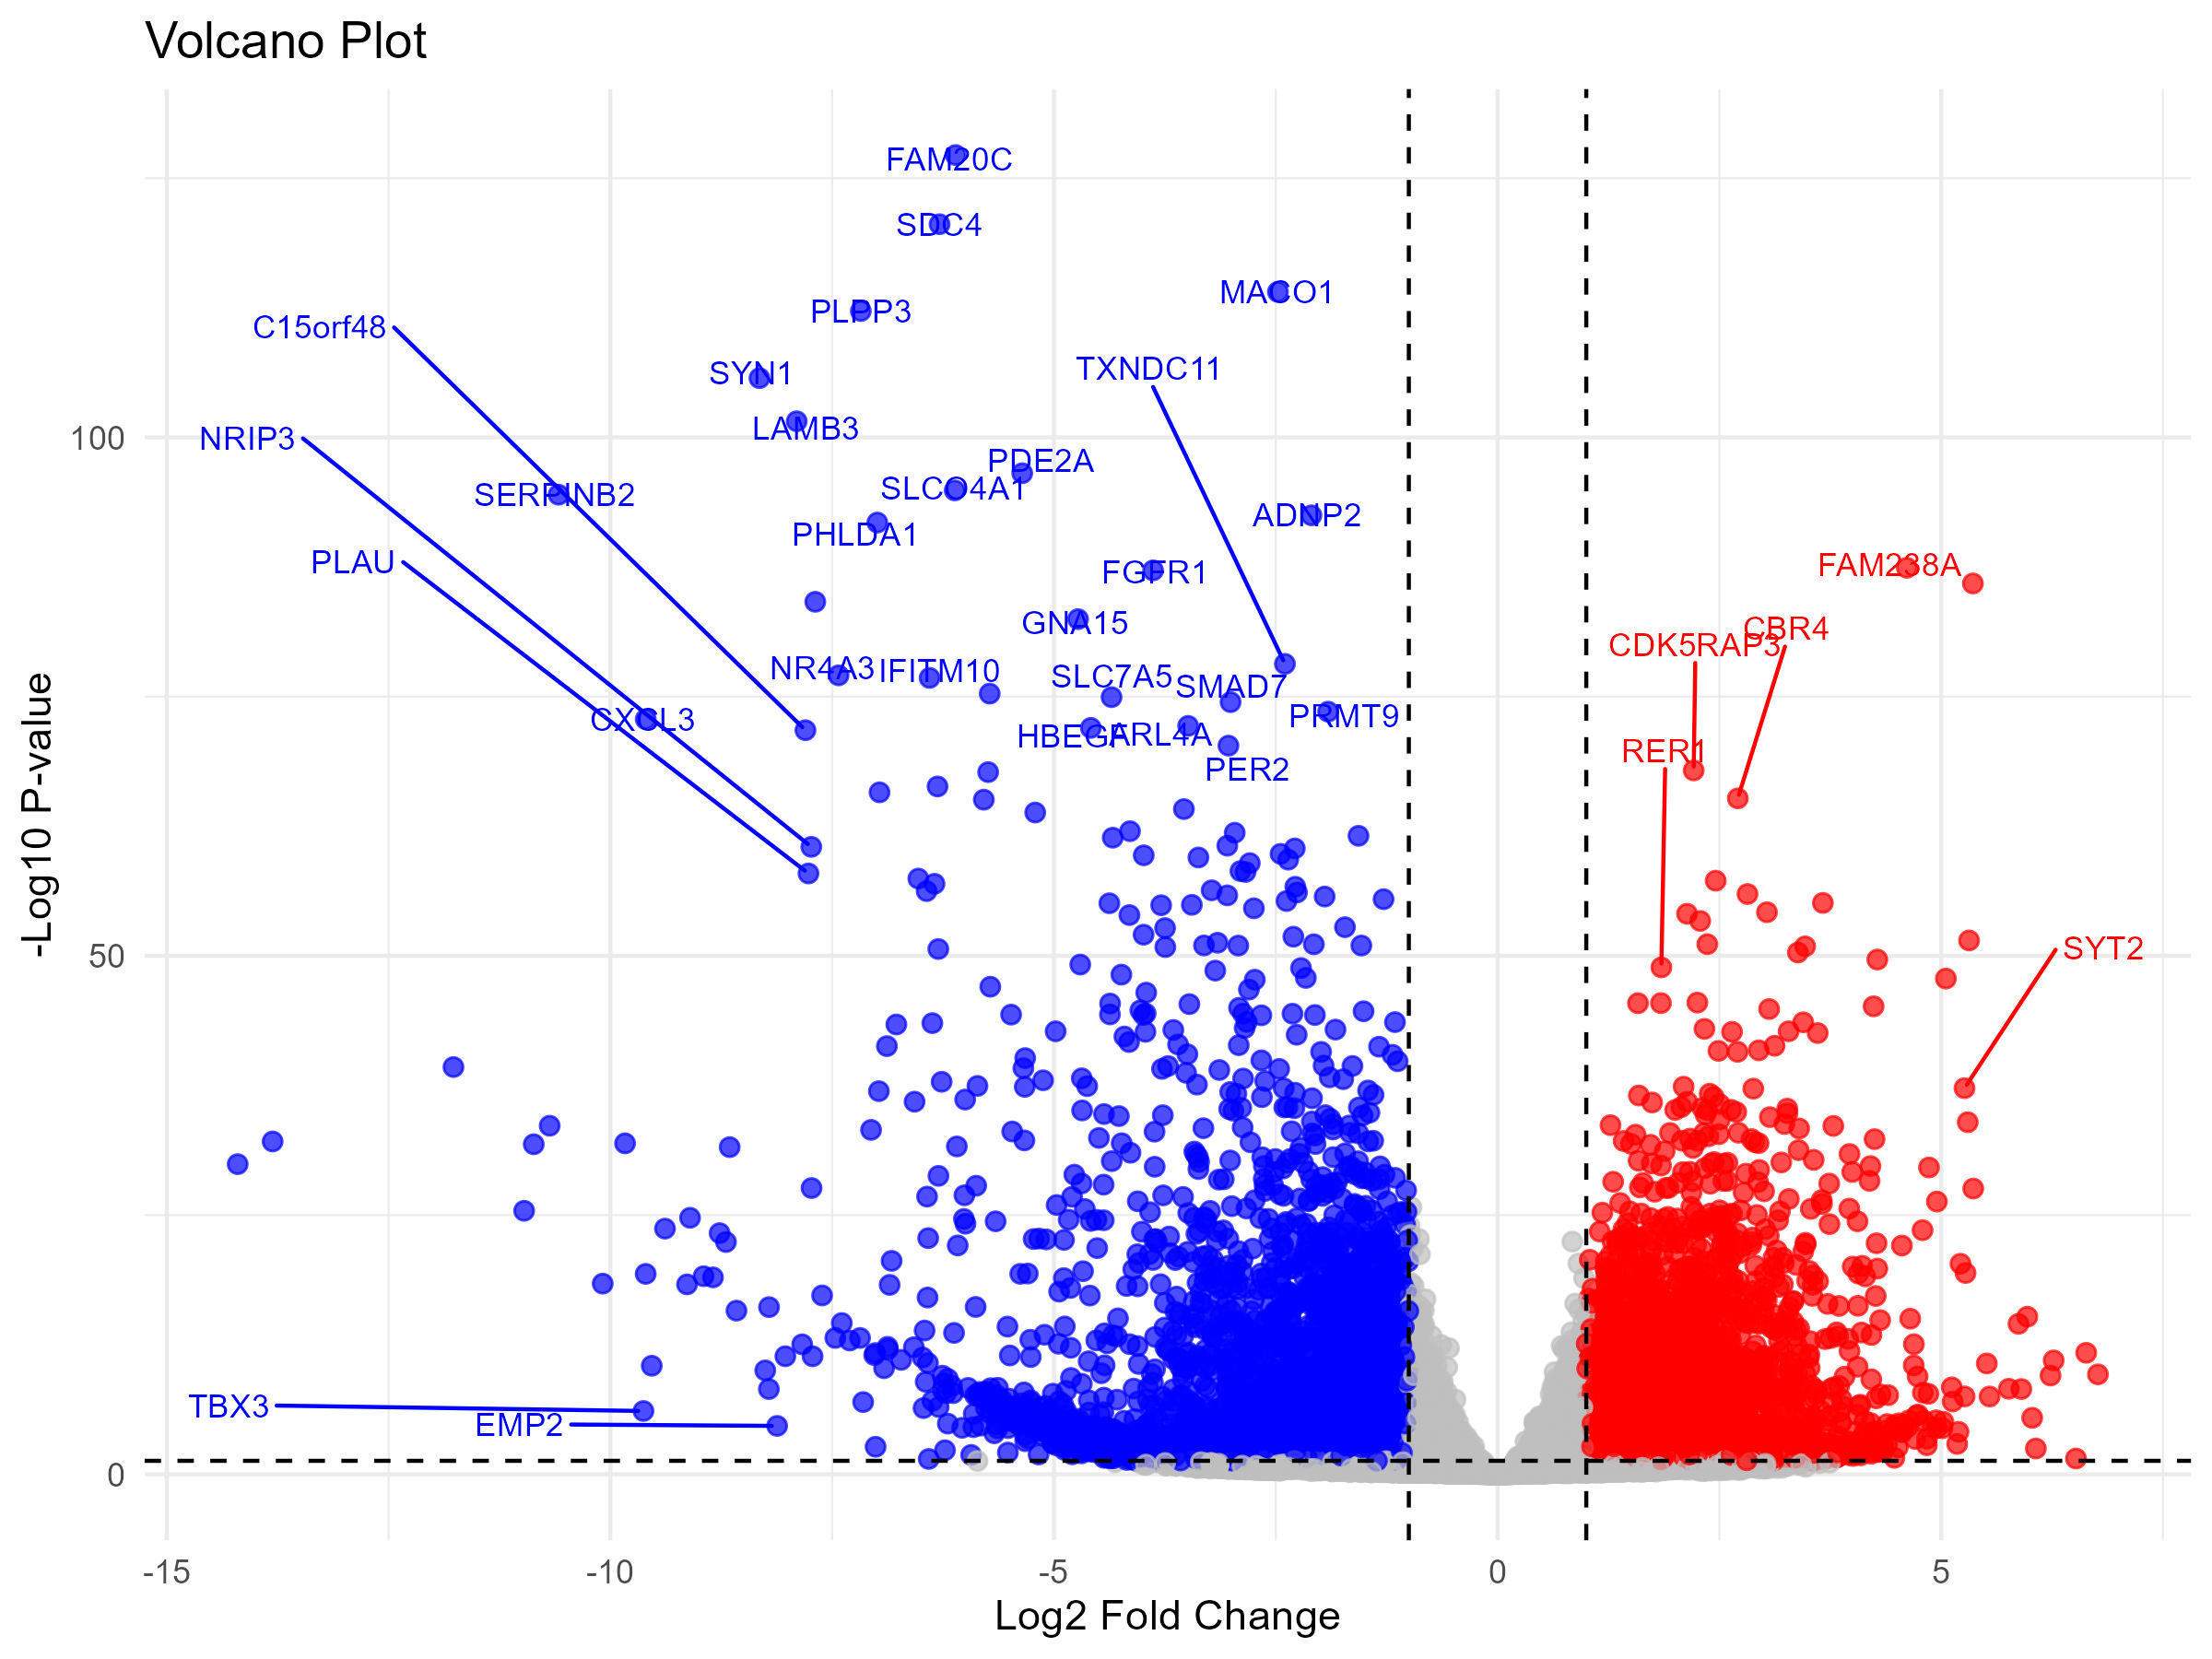 Volcano Plot
FAM20C
SDC4
MACO1
PLPP3
C15orf48
TXNDC11
SYN1
LAMB3
NRIP3
100
PDE2A
SLCO4A1
SERPINB2
ADNP2
PHLDA1
PLAU
FGFR1
FAM238A
GNA15
CBR4
CDK5RAP3
NR4A3
IFITM10
SLC7A5
SMAD7
CXCL3
PRMT9
HBEGF
ARL4A
RER1
PER2
-Log10 P-value
50
SYT2
TBX3
EMP2
0
-15
-10
-5
0
5
Log2 Fold Change